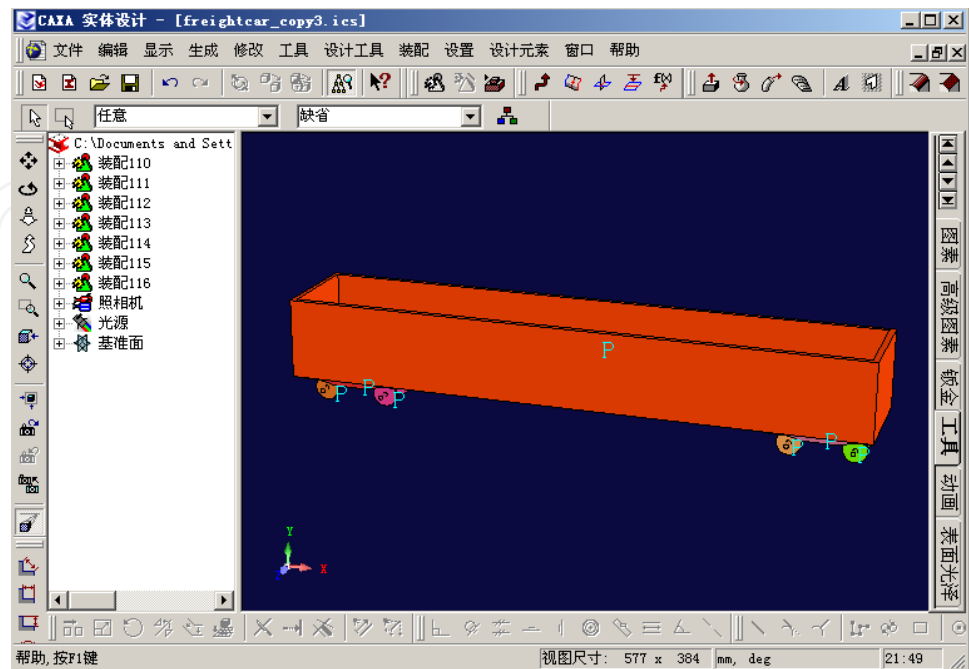 CAXA 实体设计 - [freightcar_copy3.ics]
文件 编辑 显示 生成 修改 工具 设计工具 装配 设置 设计元素 窗口 帮助
任意 缺省
C:\Documents and Sett
装配110
装配111
装配112
装配113
装配114
装配115
装配116
照相机
光源
基准面
P
P P P
P P P
Y
X
图素
高级图素
钣金
工具
动画
表面光泽
帮助, 按F1键 视图尺寸: 577 x 384 mm, deg 21:49